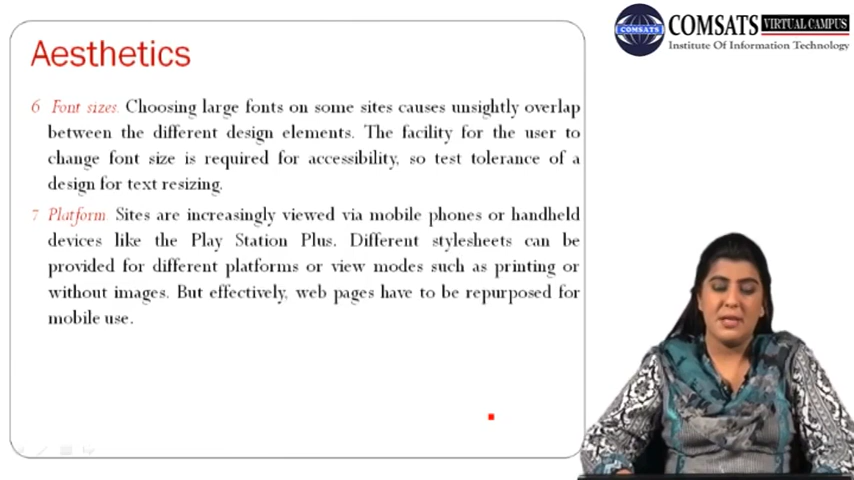 Aesthetics
COMSATS VIRTUAL CAMPUS
COMSATS
Institute Of Information Technology
6 Font sizes. Choosing large fonts on some sites causes unsightly overlap
between the different design elements. The facility for the user to
change font size is required for accessibility, so test tolerance of a
design for text resizing.
7 Platform. Sites are increasingly viewed via mobile phones or handheld
devices like the Play Station Plus. Different stylesheets can be
provided for different platforms or view modes such as printing or
without images. But effectively, web pages have to be repurposed for
mobile use.